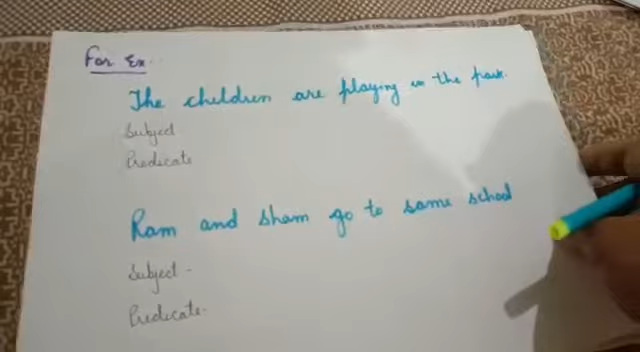 For Ex.
The children are playing in the park.
Subject
Predicate
Ram and Sham go to same school
Subject -
Predicate-